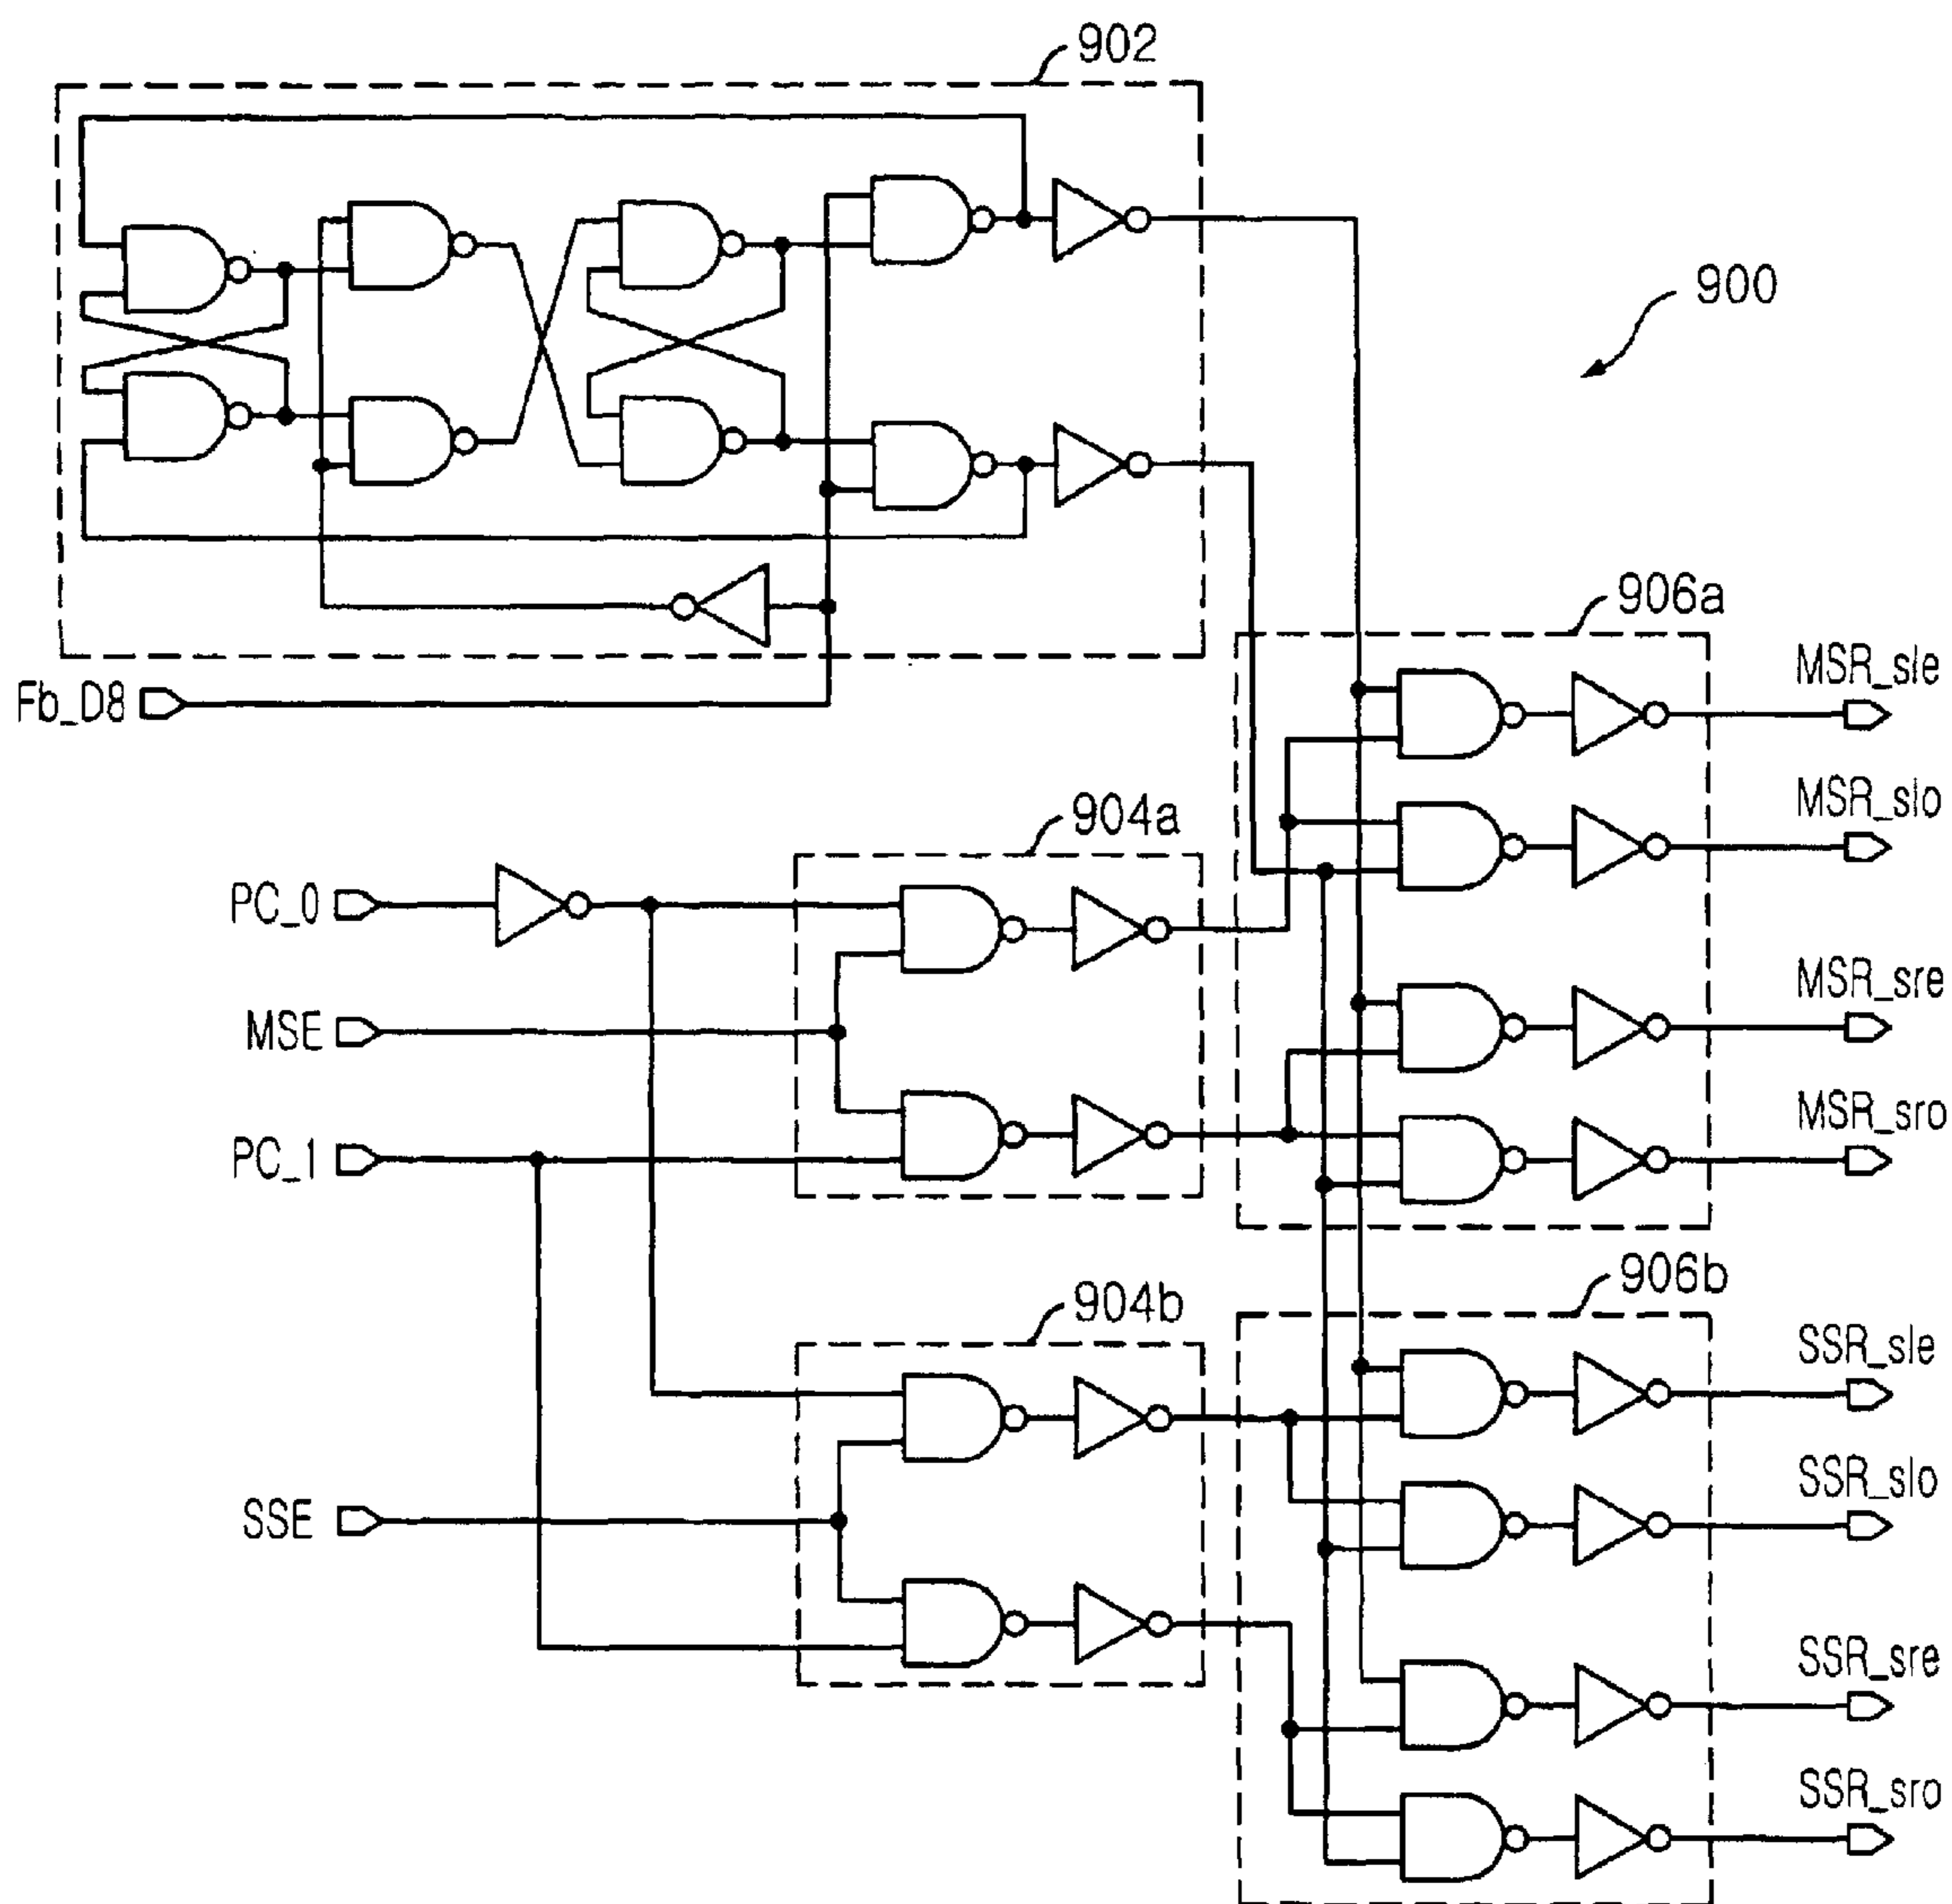 902
900
Fb_D8
906a
MSR_sle
MSR_slo
904a
PC_0
MSR_sre
MSE
MSR_sro
PC_1
906b
904b
SSR_sle
SSR_slo
SSE
SSR_sre
SSR_sro